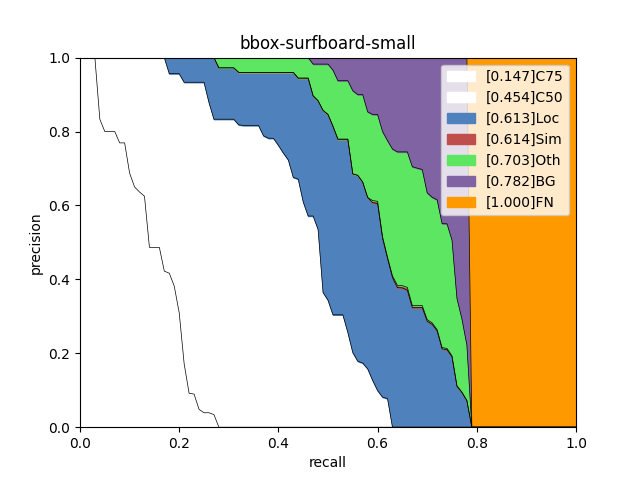 bbox-surfboard-small
1.0
0.8
0.6
0.4
0.2
0.0
precision
[0.147]C75
[0.454]C50
[0.613]Loc
[0.614]Sim
[0.703]Oth
[0.782]BG
[1.000]FN
0.0 0.2 0.4 0.6 0.8 1.0
recall